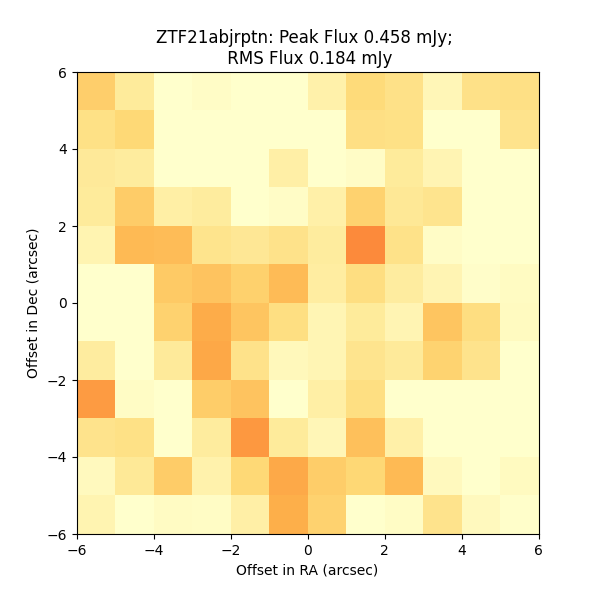 ZTF21abjrptn: Peak Flux 0.458 mJy;
RMS Flux 0.184 mJy
6
4
2
0
−2
−4
−6
Offset in Dec (arcsec)
−6 −4 −2 0 2 4 6
Offset in RA (arcsec)